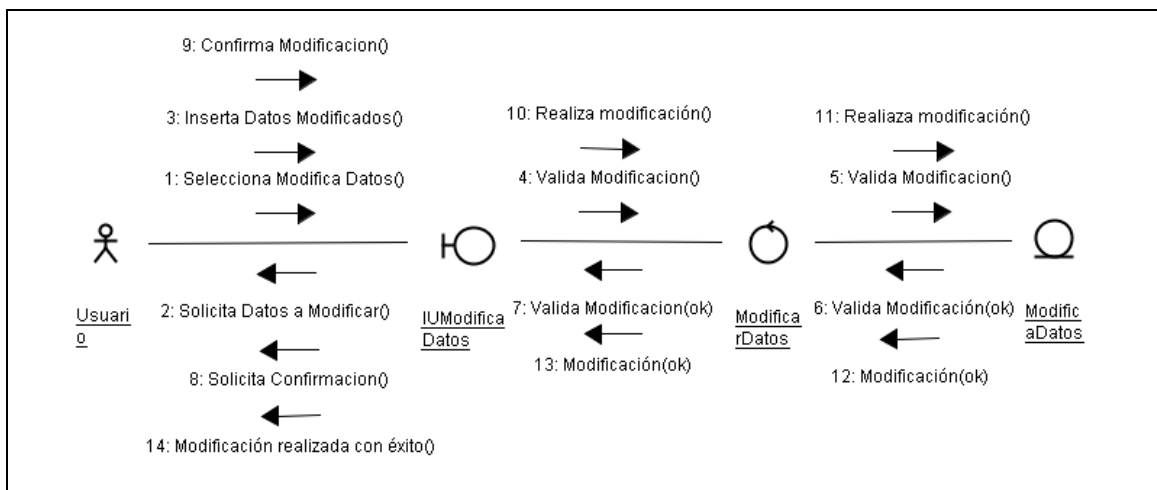 9: Confirma Modificacion()
3: Inserta Datos Modificados()
10: Realiza modificación()
11: Realiaza modificación()
1: Selecciona Modifica Datos()
4: Valida Modificacion()
5: Valida Modificacion()
Usuari
o
2: Solicita Datos a Modificar()
IUModifica
Datos
7: Valida Modificacion(ok)
Modifica
rDatos
6: Valida Modificación(ok)
Modific
aDatos
8: Solicita Confirmacion()
13: Modificación(ok)
12: Modificación(ok)
14: Modificación realizada con éxito()